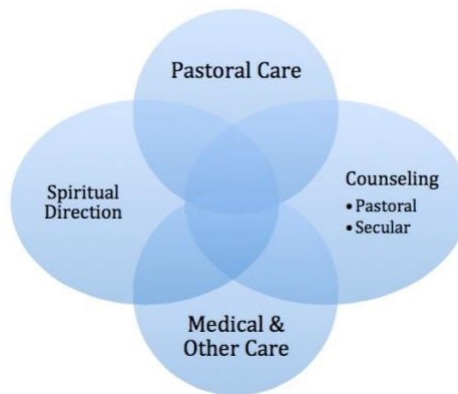 Pastoral Care
Spiritual
Direction
Counseling
• Pastoral
• Secular
Medical &
Other Care